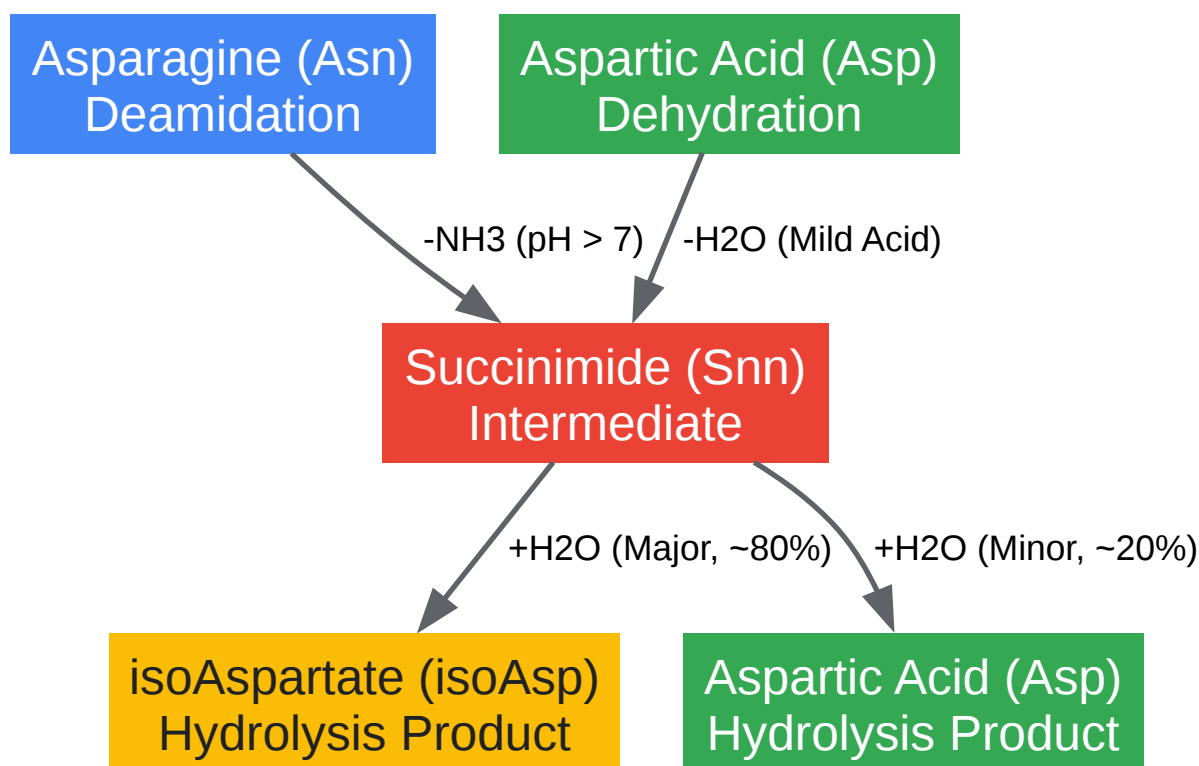 Asparagine (Asn)
Deamidation
Aspartic Acid (Asp)
Dehydration
-NH3 (pH > 7)
-H2O (Mild Acid)
Succinimide (Snn)
Intermediate
+H2O (Major, ~80%)
+H2O (Minor, ~20%)
isoAspartate (isoAsp)
Hydrolysis Product
Aspartic Acid (Asp)
Hydrolysis Product